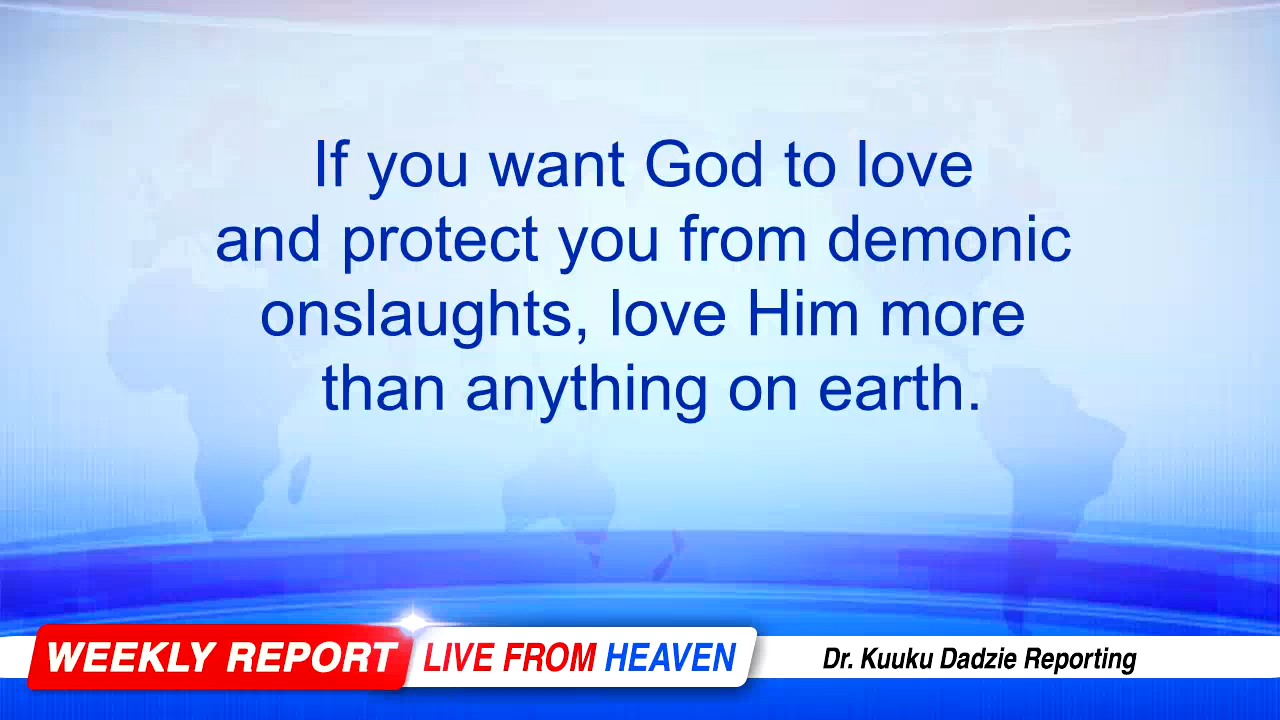 If you want God to love
and protect you from demonic
onslaughts, love Him more
than anything on earth.
WEEKLY REPORT LIVE FROM HEAVEN Dr. Kuuku Dadzie Reporting